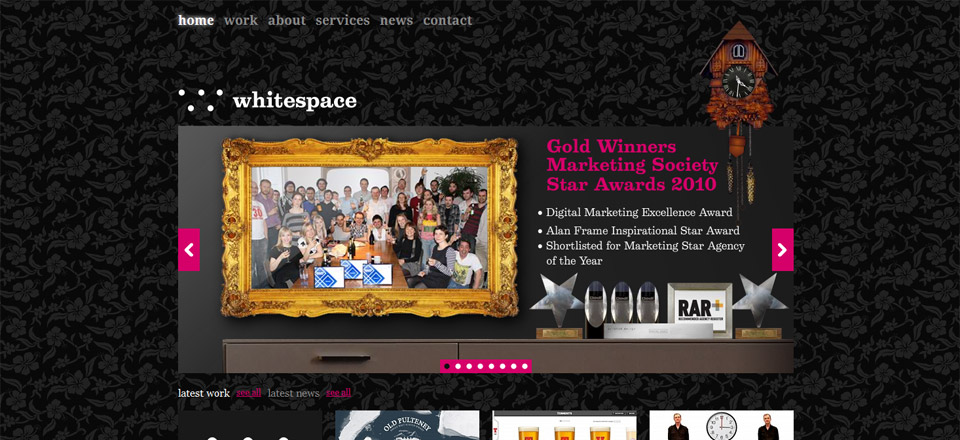 home work about services news contact
whitespace
Gold Winners
Marketing Society
Star Awards 2010
• Digital Marketing Excellence Award
• Alan Frame Inspirational Star Award
• Shortlisted for Marketing Star Agency
of the Year
RAR+
latest work see all latest news see all
OLD PULTENEY